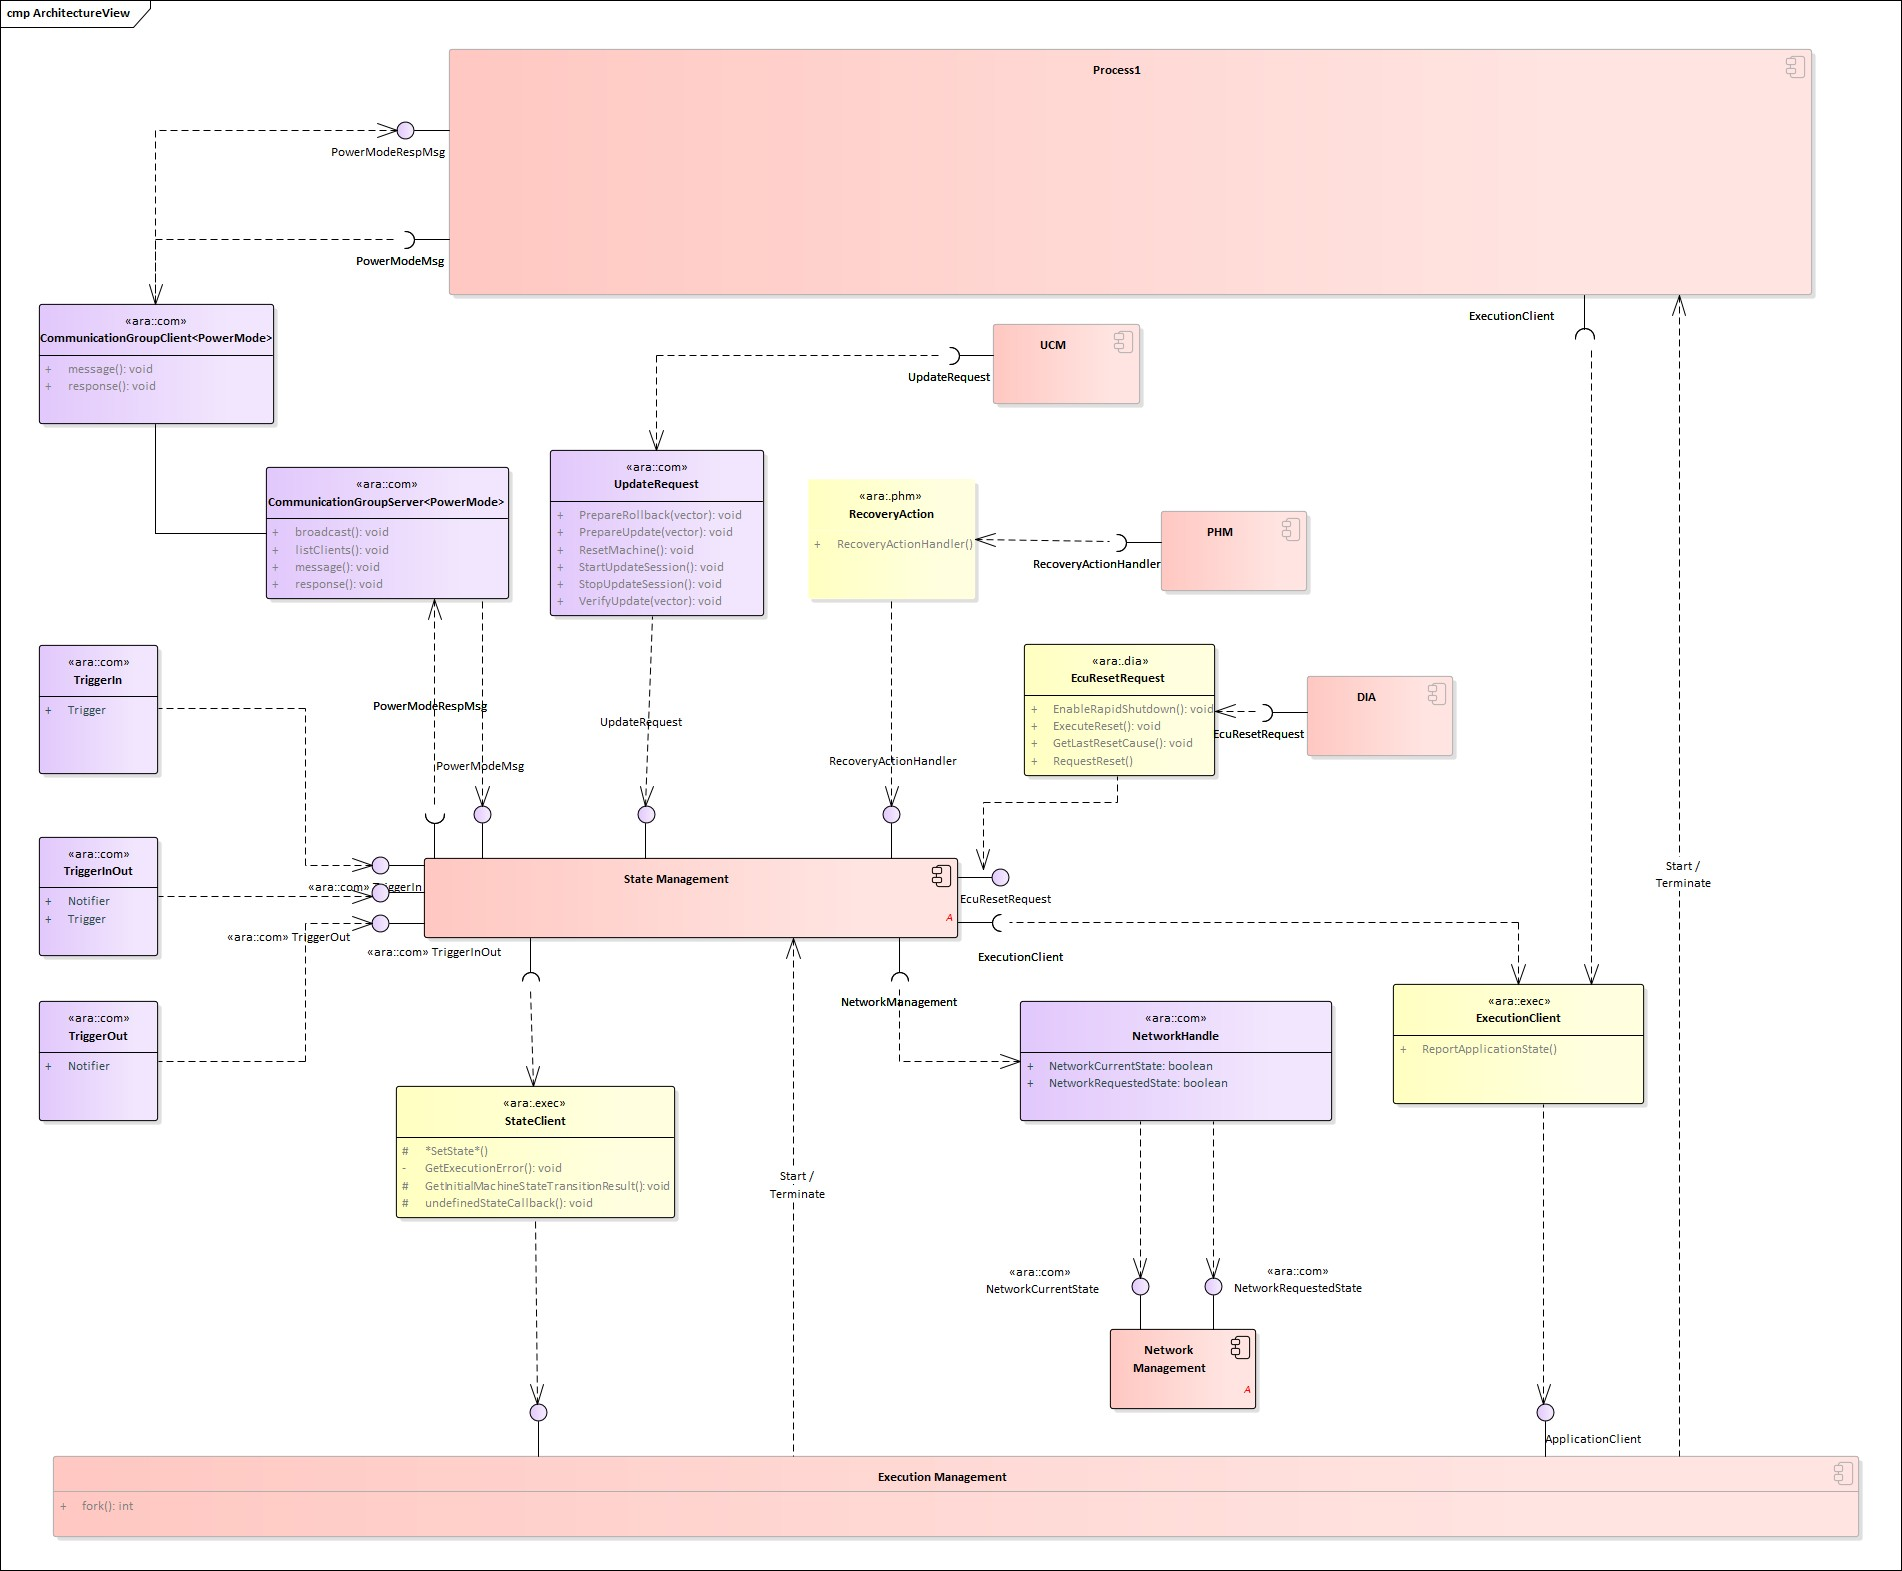 cmp ArchitectureView
Process1
PowerModeRespMsg
PowerModeMsg
«ara::com»
CommunicationGroupClient<PowerMode>
+ message(): void
+ response(): void
ExecutionClient
UCM
UpdateRequest
«ara::com»
CommunicationGroupServer<PowerMode>
+ broadcast(): void
+ listClients(): void
+ message(): void
+ response(): void
«ara::com»
UpdateRequest
+ PrepareRollback(vector): void
+ PrepareUpdate(vector): void
+ ResetMachine(): void
+ StartUpdateSession(): void
+ StopUpdateSession(): void
+ VerifyUpdate(vector): void
«ara:.phm»
RecoveryAction
+ RecoveryActionHandler()
PHM
RecoveryActionHandler
«ara::com»
TriggerIn
+ Trigger
PowerModeRespMsg
PowerModeMsg
UpdateRequest
RecoveryActionHandler
«ara:.dia»
EcuResetRequest
+ EnableRapidShutdown(): void
+ ExecuteReset(): void
+ GetLastResetCause(): void
+ RequestReset()
DIA
EcuResetRequest
«ara::com»
TriggerInOut
+ Notifier
+ Trigger
«ara::com» TriggerIn
«ara::com» TriggerOut
«ara::com» TriggerInOut
State Management
A
EcuResetRequest
ExecutionClient
Start /
Terminate
NetworkManagement
«ara::com»
TriggerOut
+ Notifier
«ara::com»
NetworkHandle
+ NetworkCurrentState: boolean
+ NetworkRequestedState: boolean
«ara::exec»
ExecutionClient
+ ReportApplicationState()
«ara:.exec»
StateClient
# *SetState*()
- GetExecutionError(): void
# GetInitialMachineStateTransitionResult(): void
# undefinedStateCallback(): void
Start /
Terminate
«ara::com»
NetworkCurrentState
«ara::com»
NetworkRequestedState
Network
Management
A
ApplicationClient
Execution Management
+ fork(): int